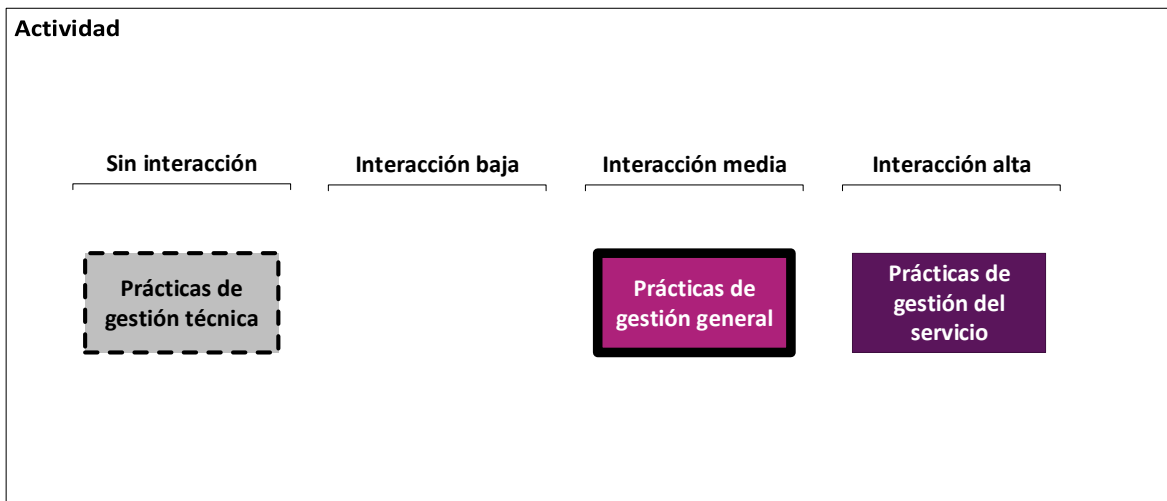 Actividad
Sin interacción
Interacción baja
Interacción media
Interacción alta
Prácticas de
gestión técnica
Prácticas de
gestión general
Prácticas de
gestión del
servicio